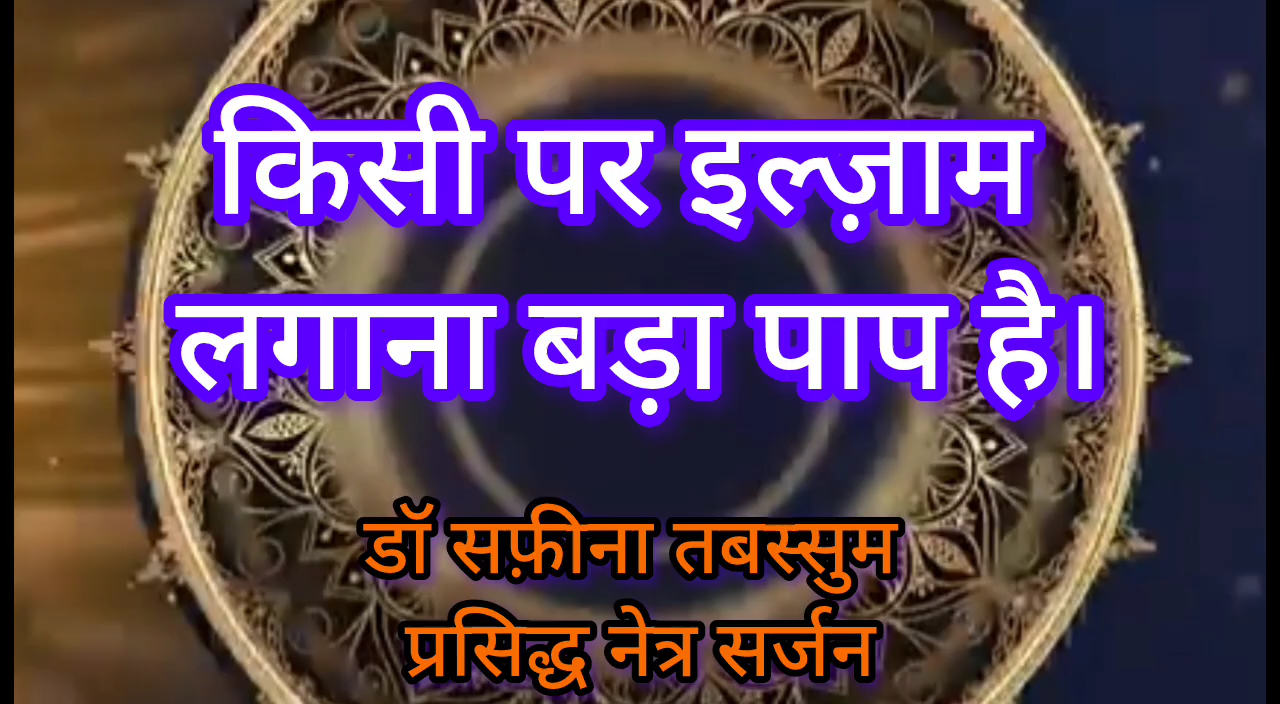 किसी पर इल्ज़ाम
लगाना बड़ा पाप है।
डॉ सफ़ीना तबस्सुम
प्रसिद्ध नेत्र सर्जन